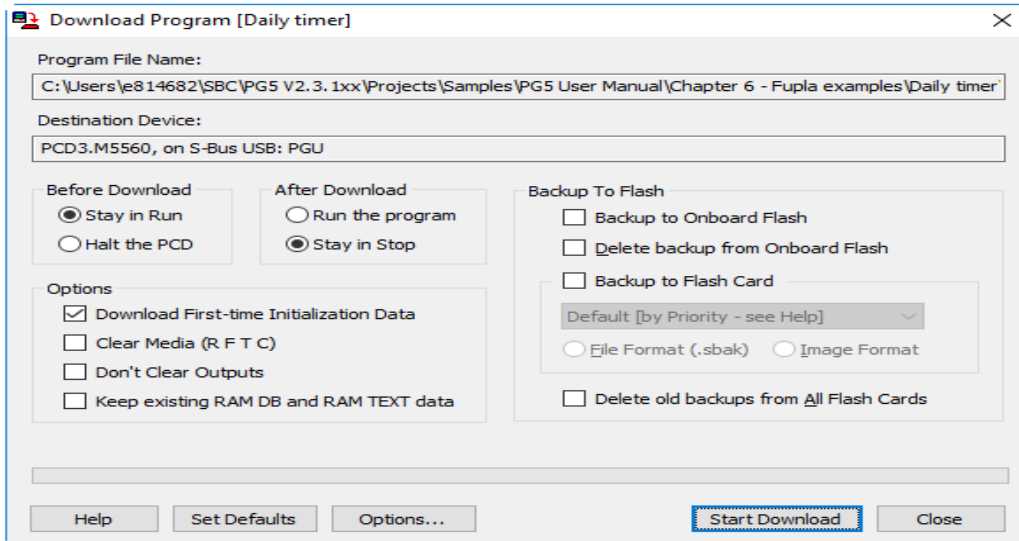 Download Program [Daily timer]
Program File Name:
C:\Users\e814682\SBC\PG5 V2.3.1xx\Projects\Samples\PG5 User Manual\Chapter 6 - Fupla examples\Daily timer
Destination Device:
PCD3.M5560, on S-Bus USB: PGU
Before Download
Stay in Run
Halt the PCD
After Download
Run the program
Stay in Stop
Options
Download First-time Initialization Data
Clear Media (R F T C)
Don't Clear Outputs
Keep existing RAM DB and RAM TEXT data
Backup To Flash
Backup to Onboard Flash
Delete backup from Onboard Flash
Backup to Flash Card
Default [by Priority - see Help]
File Format (.sbak) Image Format
Delete old backups from All Flash Cards
Help Set Defaults Options... Start Download Close